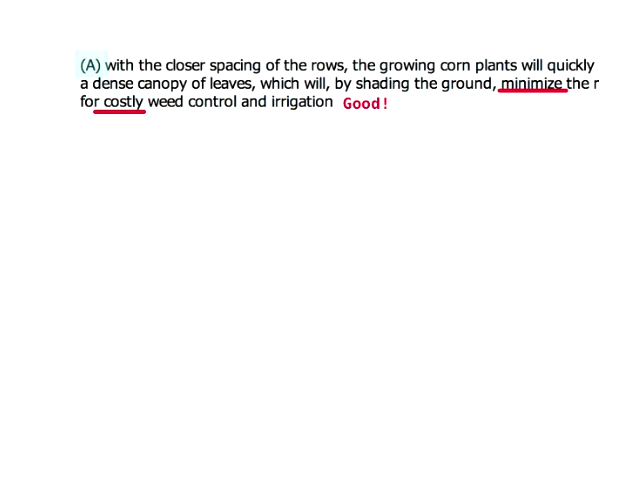 (A) with the closer spacing of the rows, the growing corn plants will quickly
a dense canopy of leaves, which will, by shading the ground, minimize the
for costly weed control and irrigation Good!